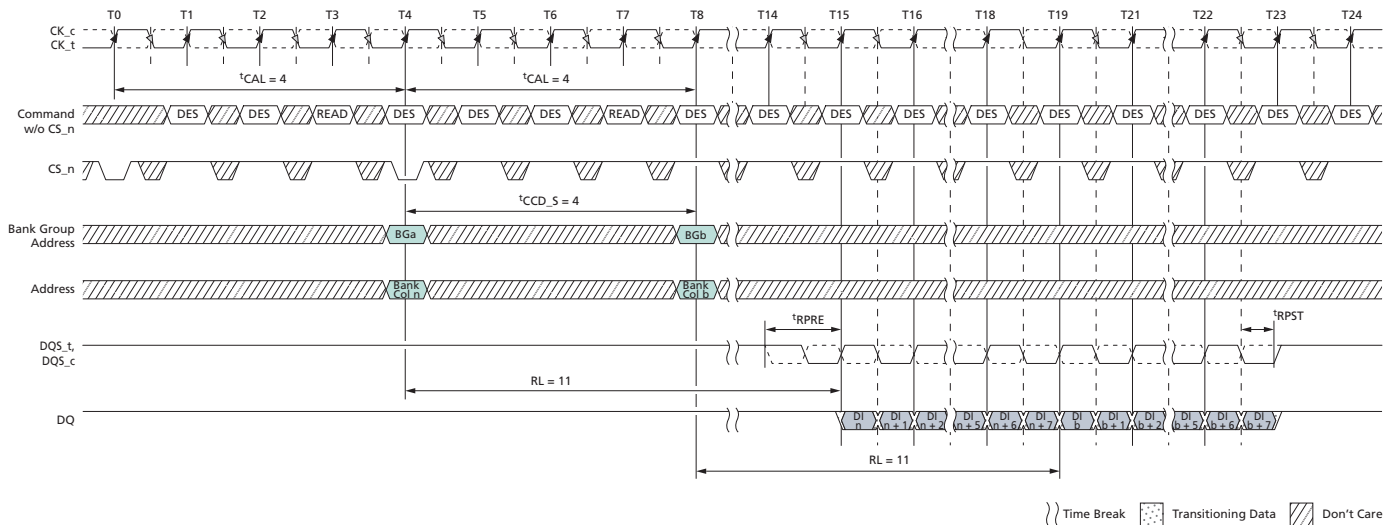 T0 T1 T2 T3 T4 T5 T6 T7 T8 T14 T15 T16 T18 T19 T21 T22 T23 T24
CK_c
CK_t
tCAL = 4 tCAL = 4
Command
w/o CS_n
DES DES READ DES DES DES READ DES DES DES DES DES DES DES DES DES DES
CS_n
tCCD_S = 4
Bank Group
Address
BGa BGb
Address
Bank
Col n
Bank
Col b
tRPRE tRPST
DQS_t,
DQS_c
RL = 11
DQ
DI
n
DI
n + 1
DI
n + 2
DI
n + 5
DI
n + 6
DI
n + 7
DI
b
DI
b + 1
DI
b + 2
DI
b + 5
DI
b + 6
DI
b + 7
RL = 11
Time Break Transitioning Data Don't Care